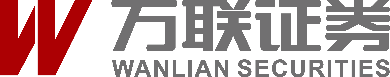 万联证券
WANLIAN SECURITIES